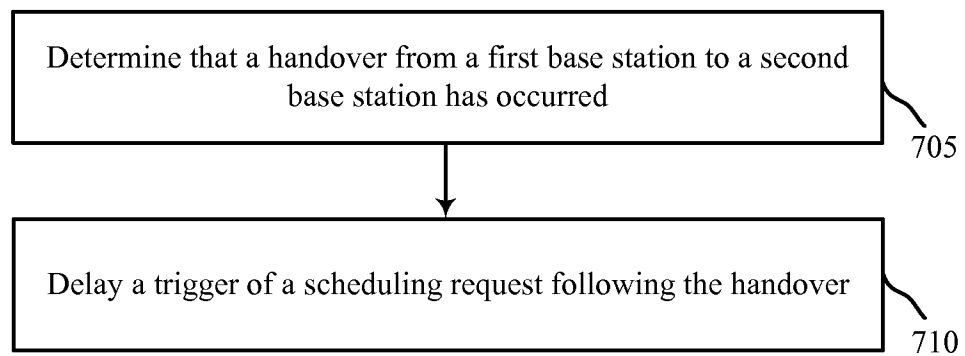 Determine that a handover from a first base station to a second
base station has occurred
705
Delay a trigger of a scheduling request following the handover
710